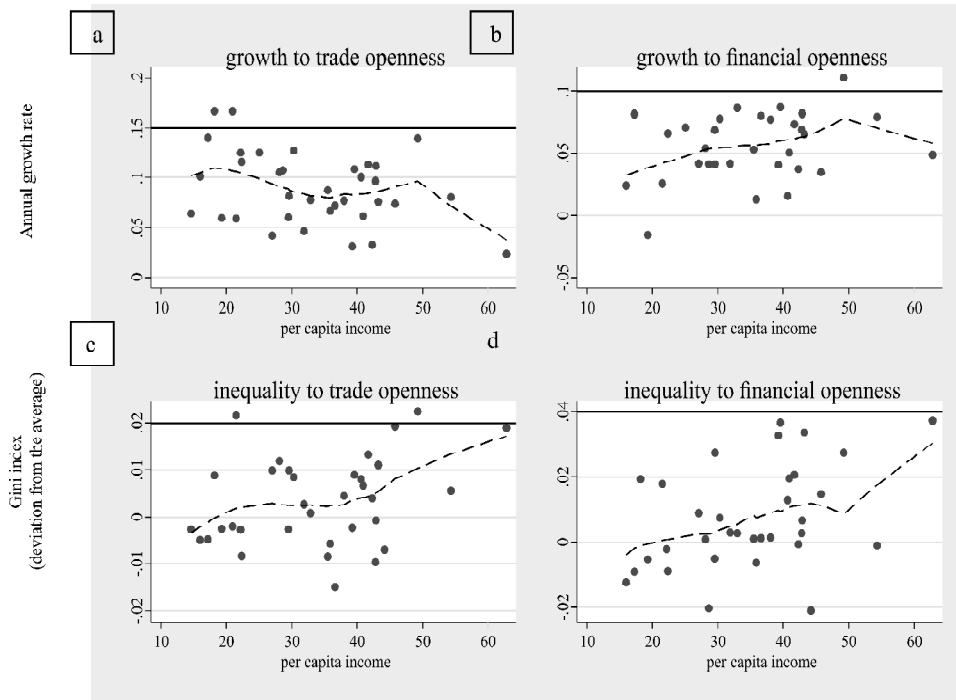 a
b
growth to trade openness
growth to financial openness
Annual growth rate
.2
.15
.1
.05
0
10 20 30 40 50 60
per capita income
.1
.05
0
-.05
10 20 30 40 50 60
per capita income
c
d
inequality to trade openness
inequality to financial openness
Gini index
(deviation from the average)
.02
.01
0
-.01
-.02
10 20 30 40 50 60
per capita income
.04
.02
0
-.02
10 20 30 40 50 60
per capita income